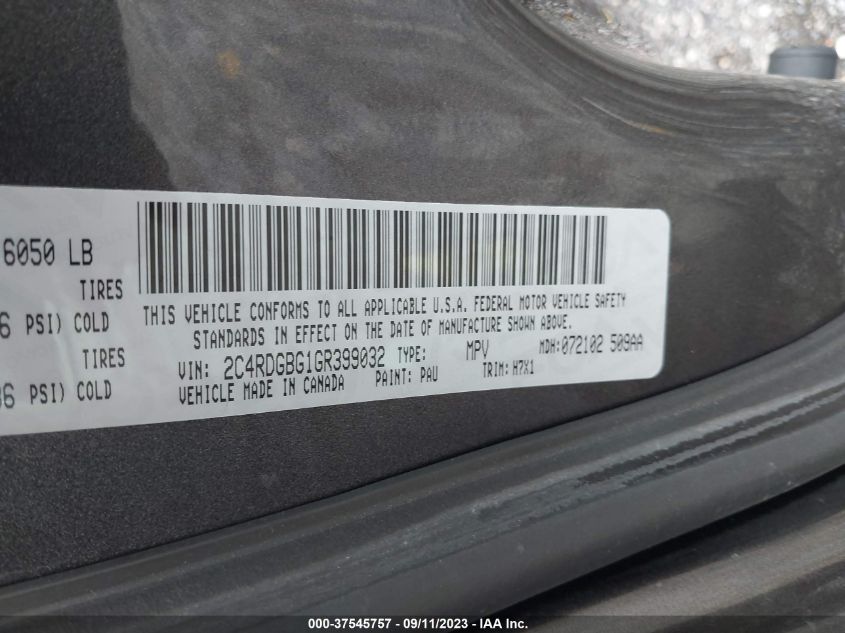 6050 LB
TIRES
6 PSI) COLD
TIRES
36 PSI) COLD
THIS VEHICLE CONFORMS TO ALL APPLICABLE U.S.A. FEDERAL MOTOR VEHICLE SAFETY
STANDARDS IN EFFECT ON THE DATE OF MANUFACTURE SHOWN ABOVE.
VIN: 2C4RDGBG1GR399032 TYPE: MPV MDH:072102 509AA
VEHICLE MADE IN CANADA PAINT: PAU TRIM: H7X1
000-37545757 - 09/11/2023 - IAA Inc.